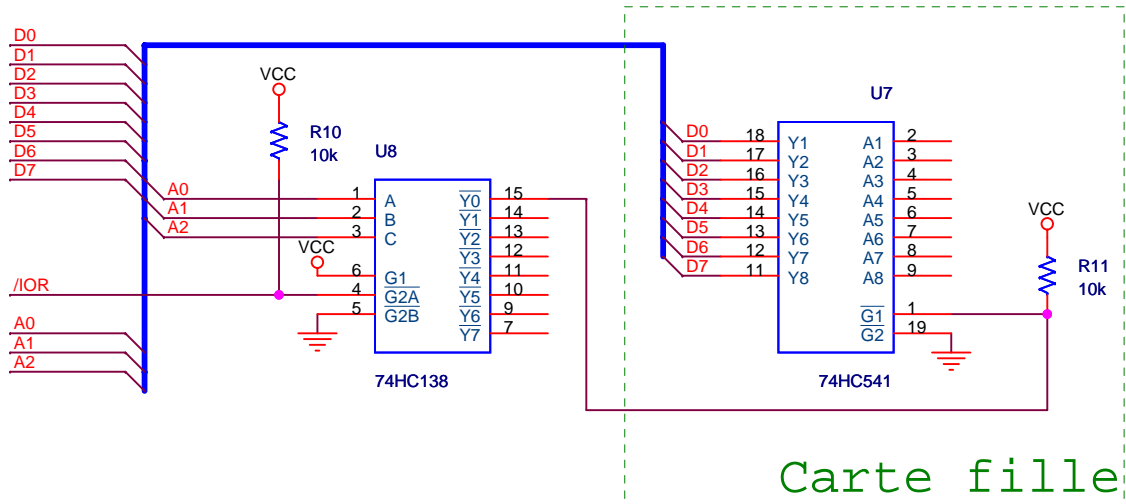 D0
D1
D2
D3
D4
D5
D6
D7
/IOR
A0
A1
A2
VCC
R10
10k
U8
A0
A1
A2
VCC
1
2
3
6
4
5
A
B
C
G1
G2A
G2B
Y0
Y1
Y2
Y3
Y4
Y5
Y6
Y7
15
14
13
12
11
10
9
7
74HC138
U7
D0
D1
D2
D3
D4
D5
D6
D7
18
17
16
15
14
13
12
11
Y1
Y2
Y3
Y4
Y5
Y6
Y7
Y8
A1
A2
A3
A4
A5
A6
A7
A8
G1
G2
2
3
4
5
6
7
8
9
1
19
74HC541
VCC
R11
10k
Carte fille